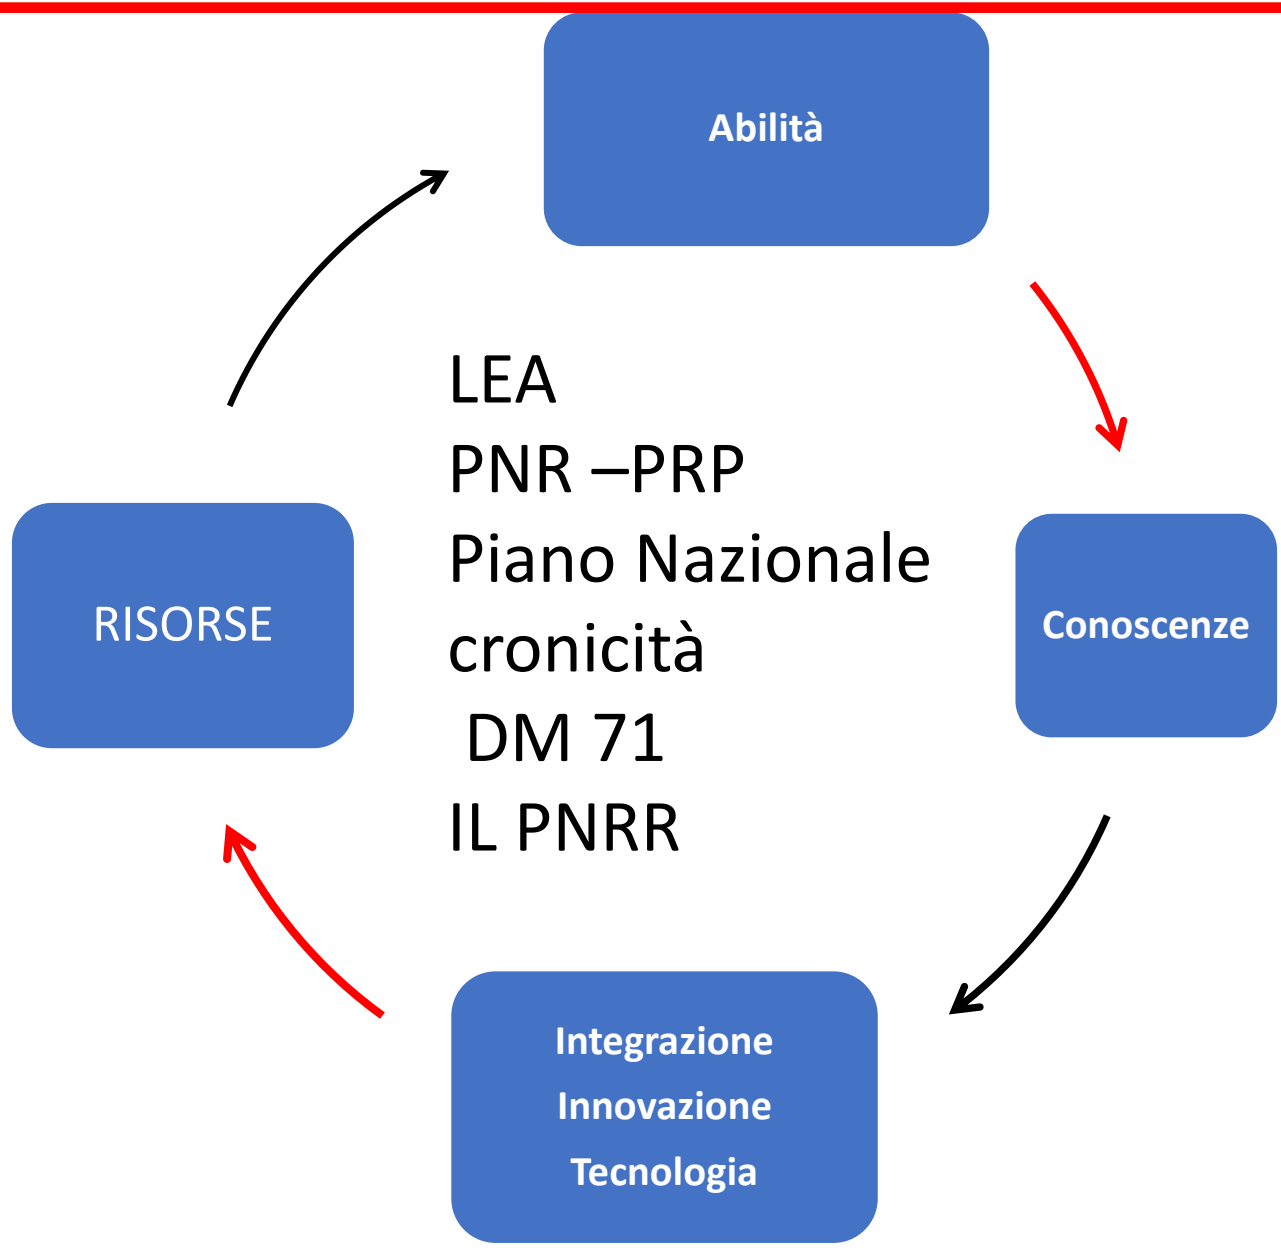 Abilità
LEA
PNR –PRP
Piano Nazionale
cronicità
DM 71
IL PNRR
RISORSE
Conoscenze
Integrazione
Innovazione
Tecnologia